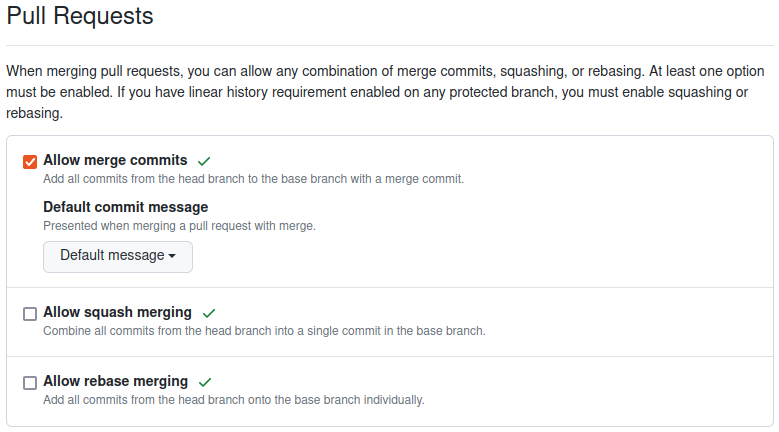 Pull Requests
When merging pull requests, you can allow any combination of merge commits, squashing, or rebasing. At least one option
must be enabled. If you have linear history requirement enabled on any protected branch, you must enable squashing or
rebasing.
Allow merge commits
Add all commits from the head branch to the base branch with a merge commit.
Default commit message
Presented when merging a pull request with merge.
Default message
Allow squash merging
Combine all commits from the head branch into a single commit in the base branch.
Allow rebase merging
Add all commits from the head branch onto the base branch individually.